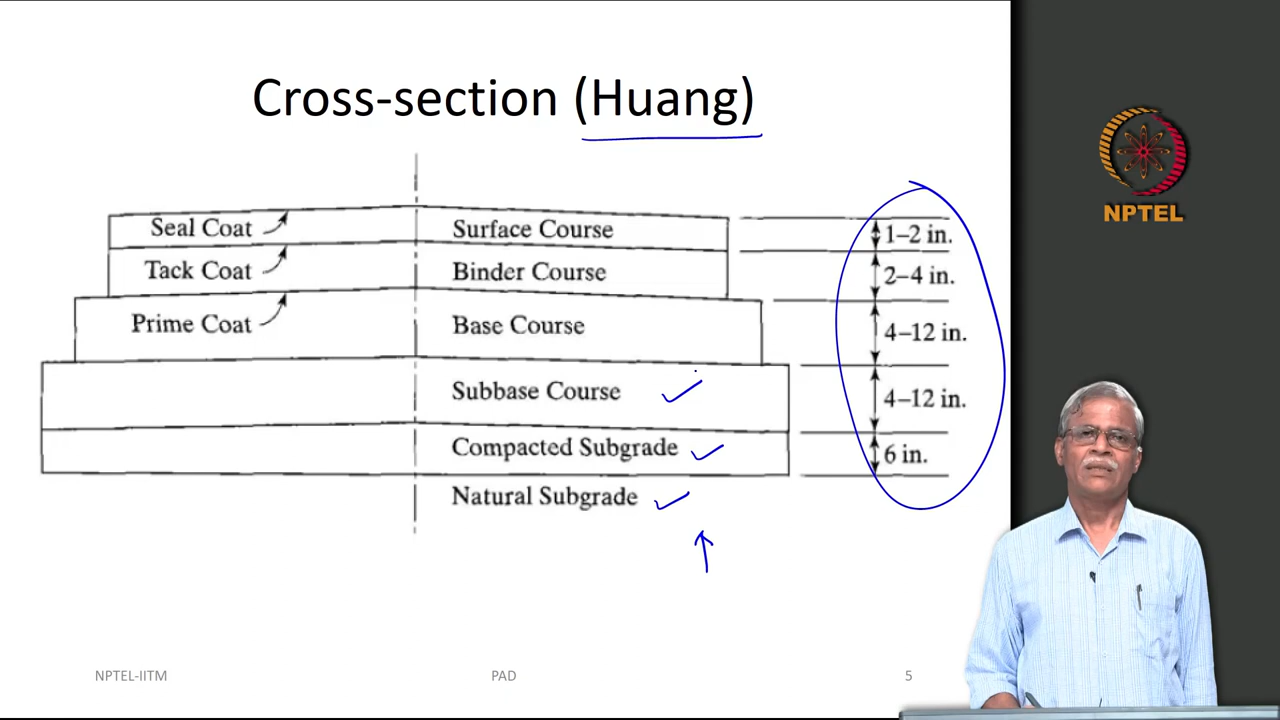 Cross-section (Huang)
NPTEL
Seal Coat
Surface Course
1–2 in.
Tack Coat
Binder Course
2–4 in.
Prime Coat
Base Course
4–12 in.
Subbase Course
4–12 in.
Compacted Subgrade
6 in.
Natural Subgrade
NPTEL-IITM
PAD
5